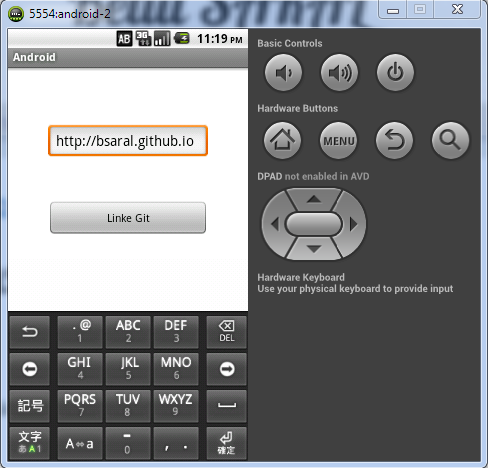 5554:android-2
AB 3G 11:19 PM
Android
http://bsaral.github.io
Linke Git
. @ ABC DEF DEL
1 2 3
GHI JKL MNO
4 5 6
記号 PQRS TUV WXYZ
7 8 9
文字 A⇔a - , . 確定
あA1 0
Basic Controls
Hardware Buttons
MENU
DPAD not enabled in AVD
Hardware Keyboard
Use your physical keyboard to provide input